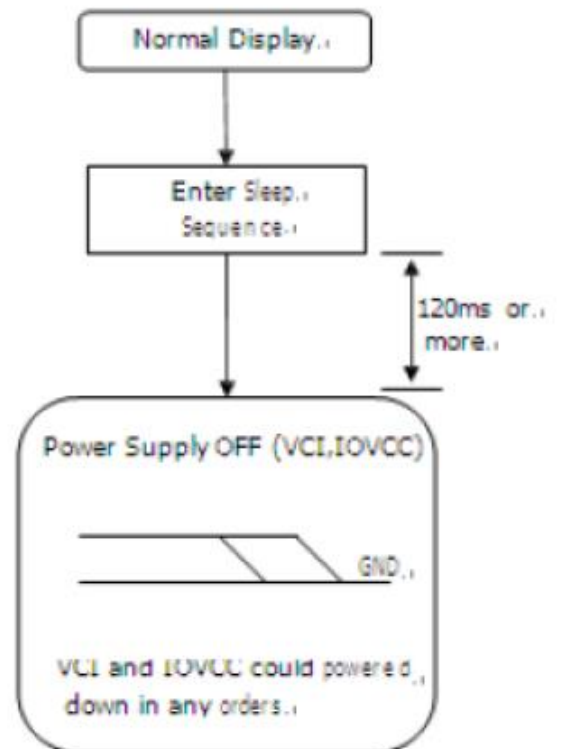 Normal Display.
Enter Sleep.
Sequence.
120ms or.
more.
Power Supply OFF (VCI,IOVCC)
GND.
VCI and IOVCC could powered
down in any orders.